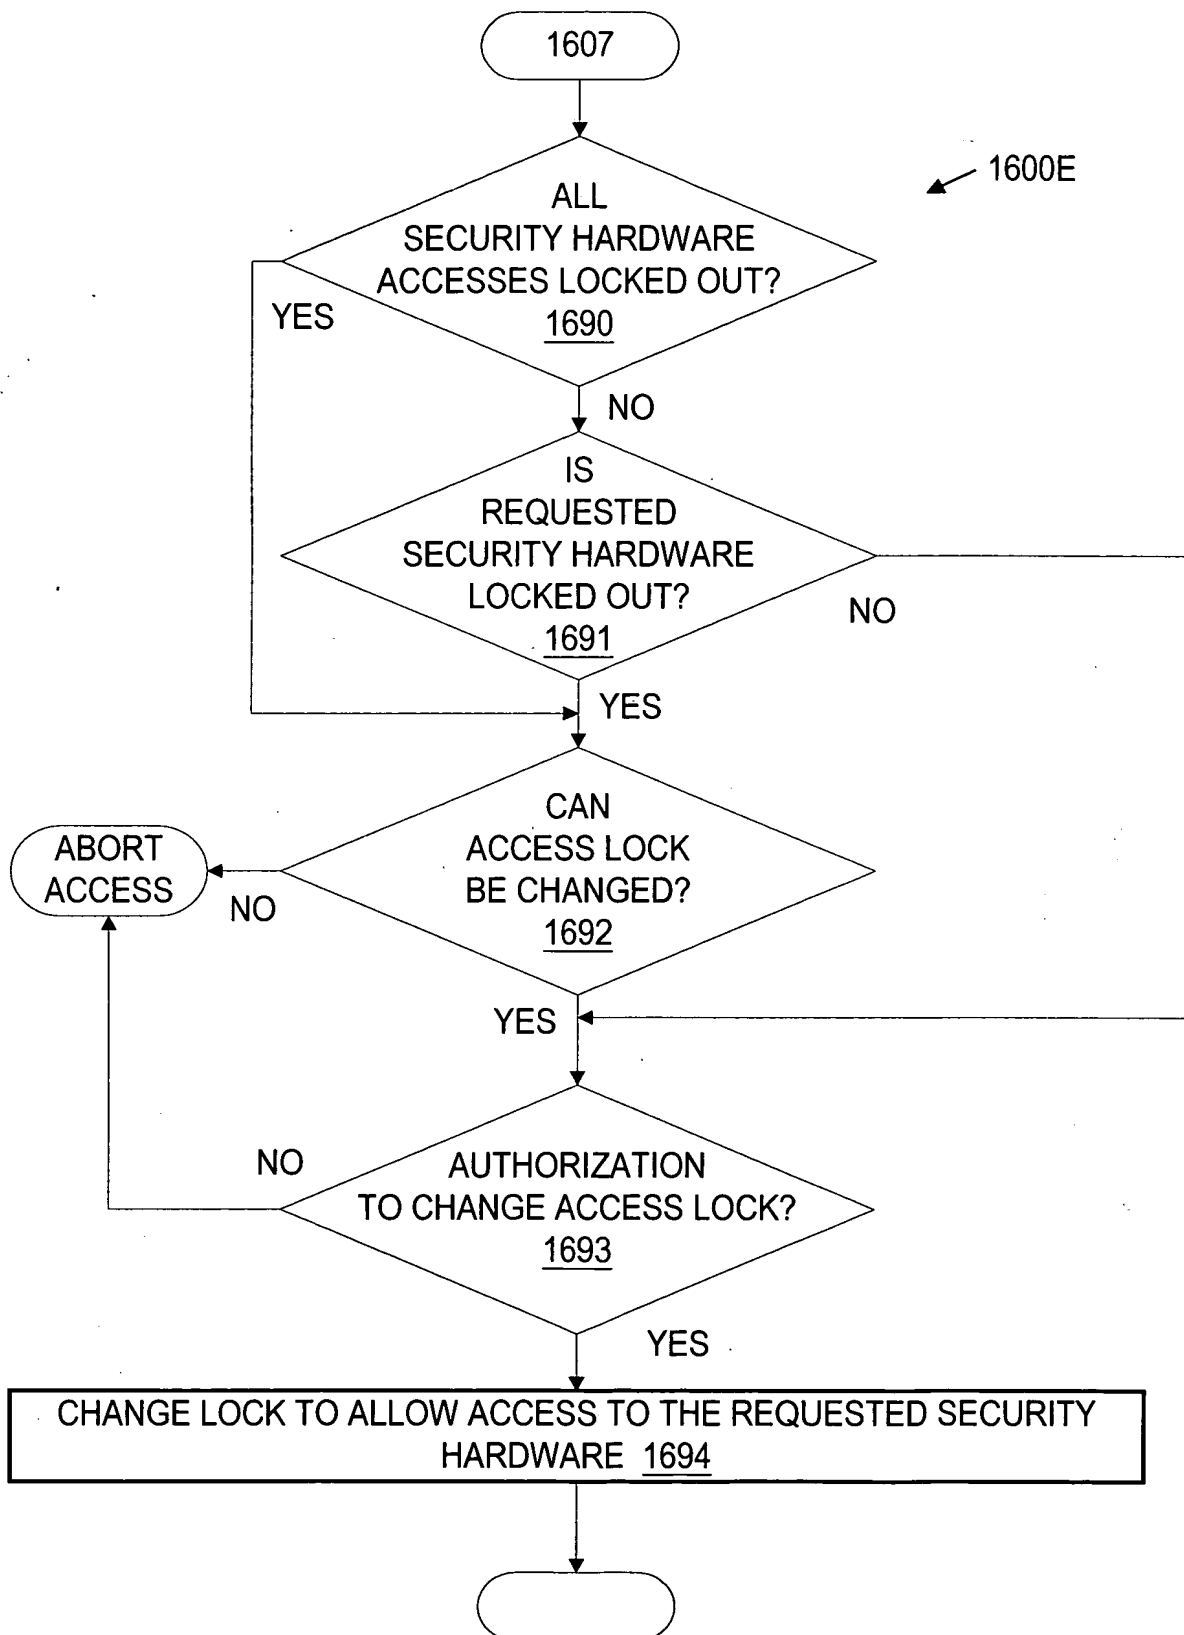 1607
1600E
ALL
SECURITY HARDWARE
ACCESSES LOCKED OUT?
1690
YES
NO
IS
REQUESTED
SECURITY HARDWARE
LOCKED OUT?
1691
NO
YES
CAN
ACCESS LOCK
BE CHANGED?
1692
ABORT
ACCESS
NO
YES
NO
AUTHORIZATION
TO CHANGE ACCESS LOCK?
1693
YES
CHANGE LOCK TO ALLOW ACCESS TO THE REQUESTED SECURITY
HARDWARE 1694